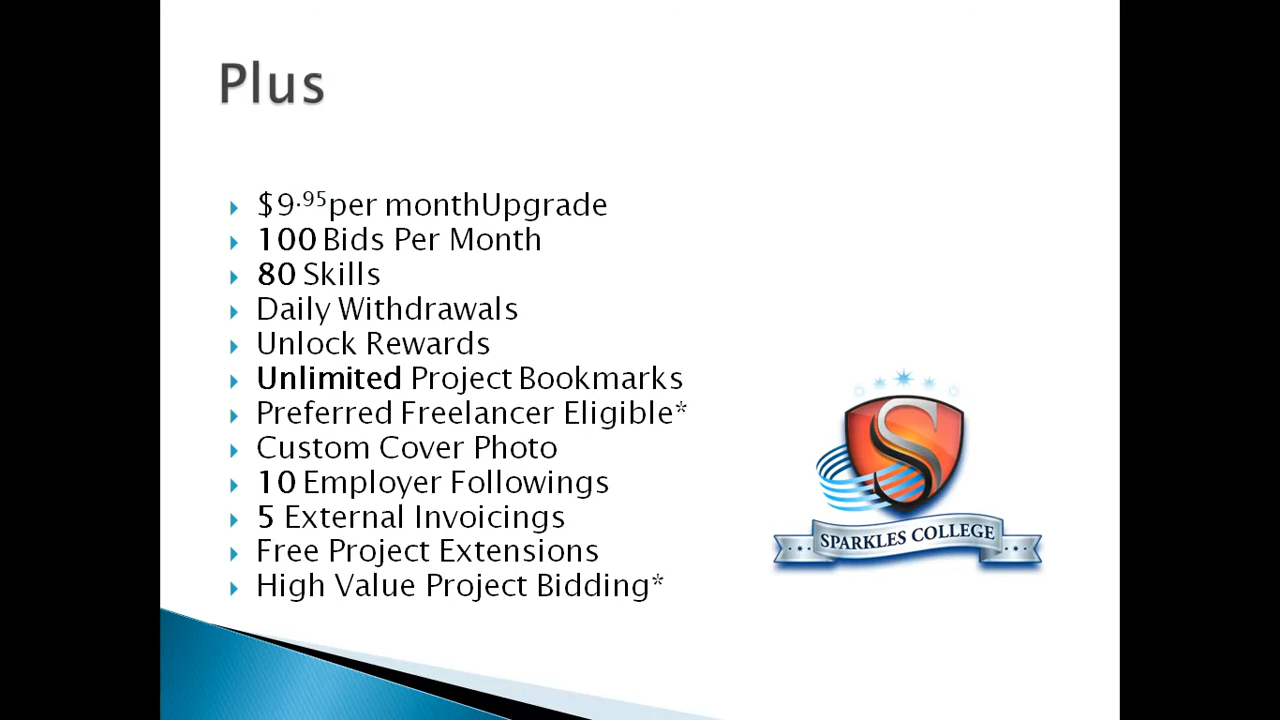 Plus
$9.95per monthUpgrade
100 Bids Per Month
80 Skills
Daily Withdrawals
Unlock Rewards
Unlimited Project Bookmarks
Preferred Freelancer Eligible*
Custom Cover Photo
10 Employer Followings
5 External Invoicings
Free Project Extensions
High Value Project Bidding*
S
SPARKLES COLLEGE